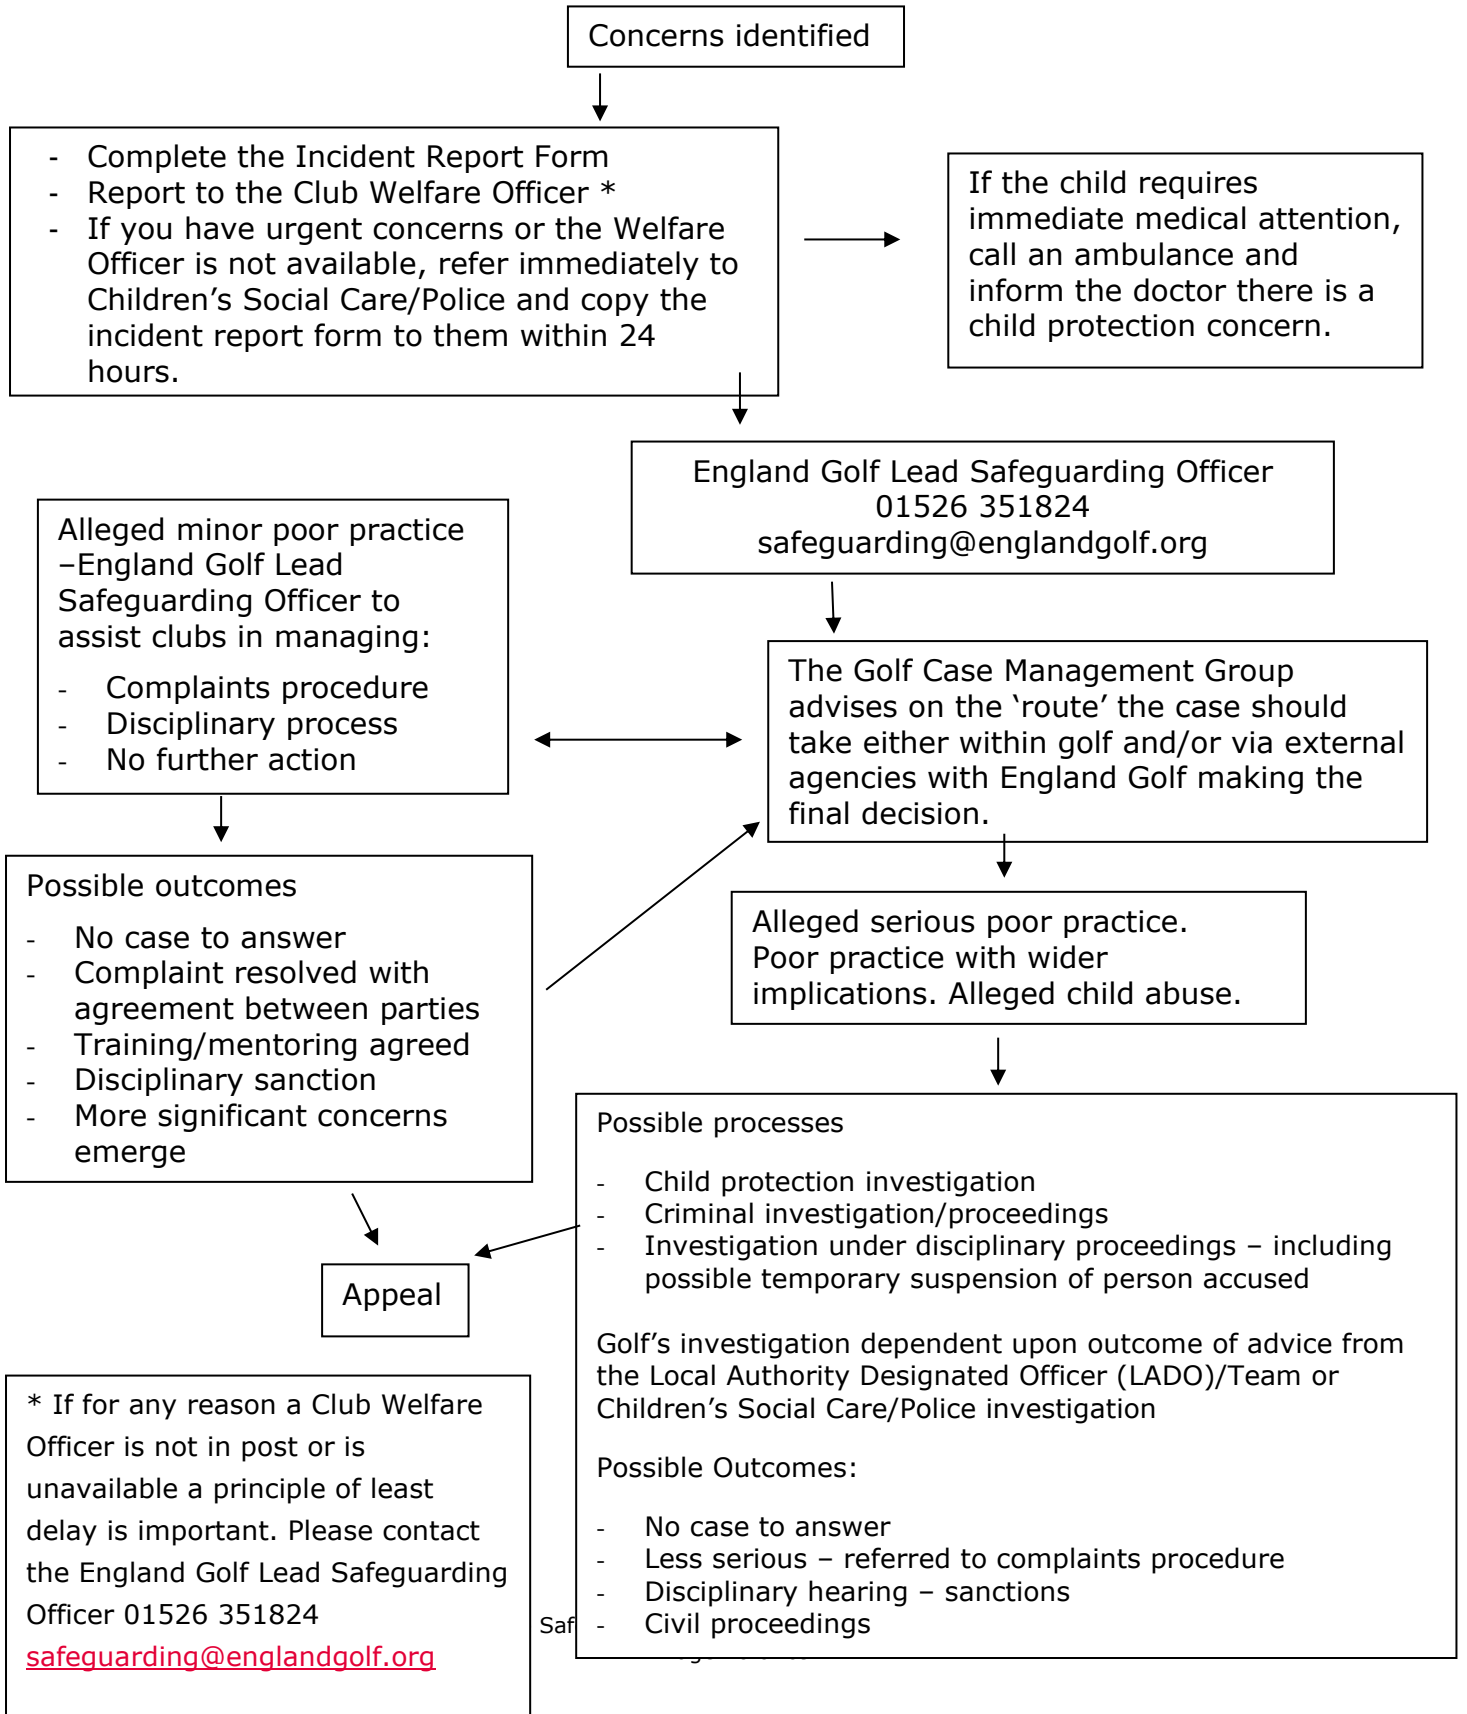 Concerns identified
- Complete the Incident Report Form
- Report to the Club Welfare Officer *
- If you have urgent concerns or the Welfare
Officer is not available, refer immediately to
Children’s Social Care/Police and copy the
incident report form to them within 24
hours.
If the child requires
immediate medical attention,
call an ambulance and
inform the doctor there is a
child protection concern.
England Golf Lead Safeguarding Officer
01526 351824
safeguarding@englandgolf.org
Alleged minor poor practice
–England Golf Lead
Safeguarding Officer to
assist clubs in managing:
- Complaints procedure
- Disciplinary process
- No further action
The Golf Case Management Group
advises on the ‘route’ the case should
take either within golf and/or via external
agencies with England Golf making the
final decision.
Possible outcomes
- No case to answer
- Complaint resolved with
agreement between parties
- Training/mentoring agreed
- Disciplinary sanction
- More significant concerns
emerge
Alleged serious poor practice.
Poor practice with wider
implications. Alleged child abuse.
Possible processes
- Child protection investigation
- Criminal investigation/proceedings
- Investigation under disciplinary proceedings – including
possible temporary suspension of person accused
Golf’s investigation dependent upon outcome of advice from
the Local Authority Designated Officer (LADO)/Team or
Children’s Social Care/Police investigation
Possible Outcomes:
- No case to answer
- Less serious – referred to complaints procedure
- Disciplinary hearing – sanctions
- Civil proceedings
Appeal
* If for any reason a Club Welfare
Officer is not in post or is
unavailable a principle of least
delay is important. Please contact
the England Golf Lead Safeguarding
Officer 01526 351824
safeguarding@englandgolf.org
Saf